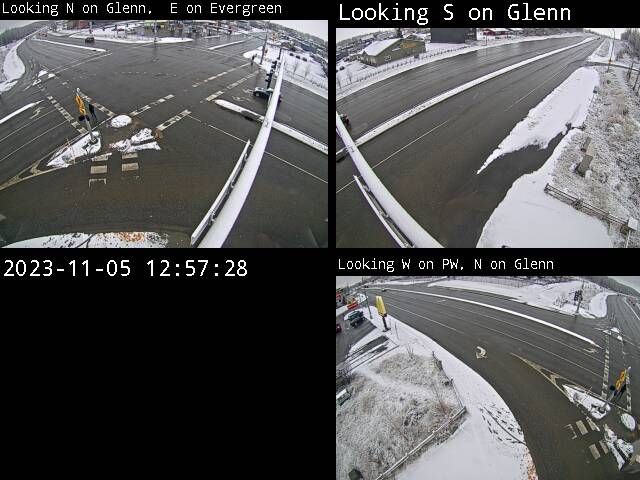 Looking N on Glenn,  E on Evergreen
Looking S on Glenn
2023-11-05 12:57:28
Looking W on PW, N on Glenn